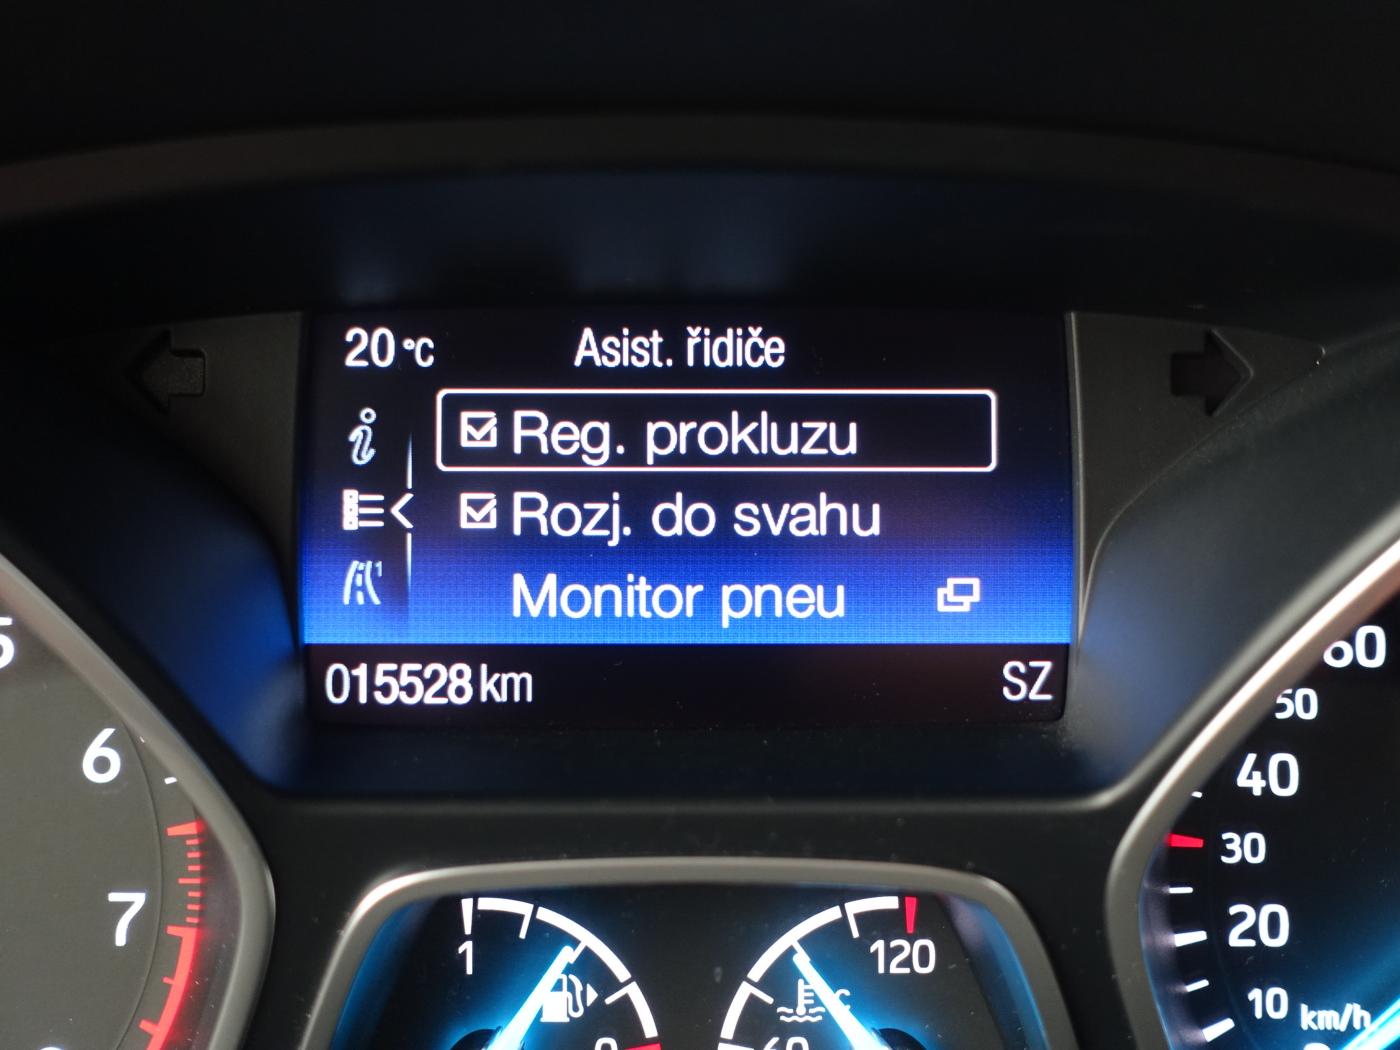 20 °C Asist. řidiče
Reg. prokluzu
Rozj. do svahu
Monitor pneu
015528 km SZ
5
6
7
1
120
50
40
30
20
10 km/h